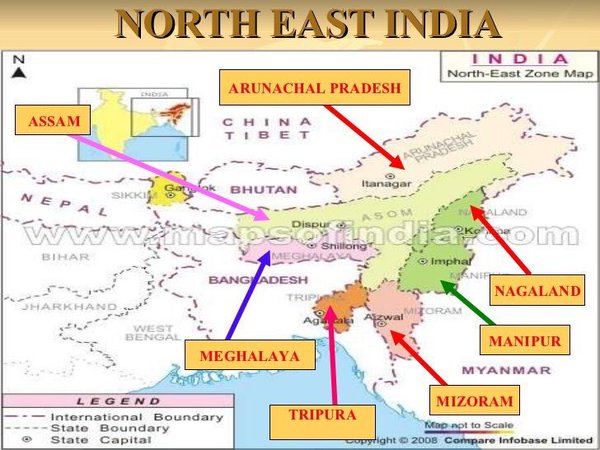 NORTH EAST INDIA
N
INDIA
North-East Zone Map
INDIA
ARUNACHAL PRADESH
ASSAM
CHINA
TIBET
ARUNACHAL
PRADESH
Itanagar
BHUTAN
Gangtok
SIKKIM
NEPAL
ASOM
NAGALAND
Dispur
Kohima
www.mapsofindia.com
Shillong
MEGHALAYA
BIHAR
Imphal
MANIPUR
BANGLADESH
NAGALAND
TRIPURA
JHARKHAND
MIZORAM
Agartala
Aizwal
WEST
BENGAL
MANIPUR
MEGHALAYA
MYANMAR
LEGEND
International Boundary
State Boundary
State Capital
TRIPURA
MIZORAM
Map not to Scale
Copyright © 2008 Compare Infobase Limited